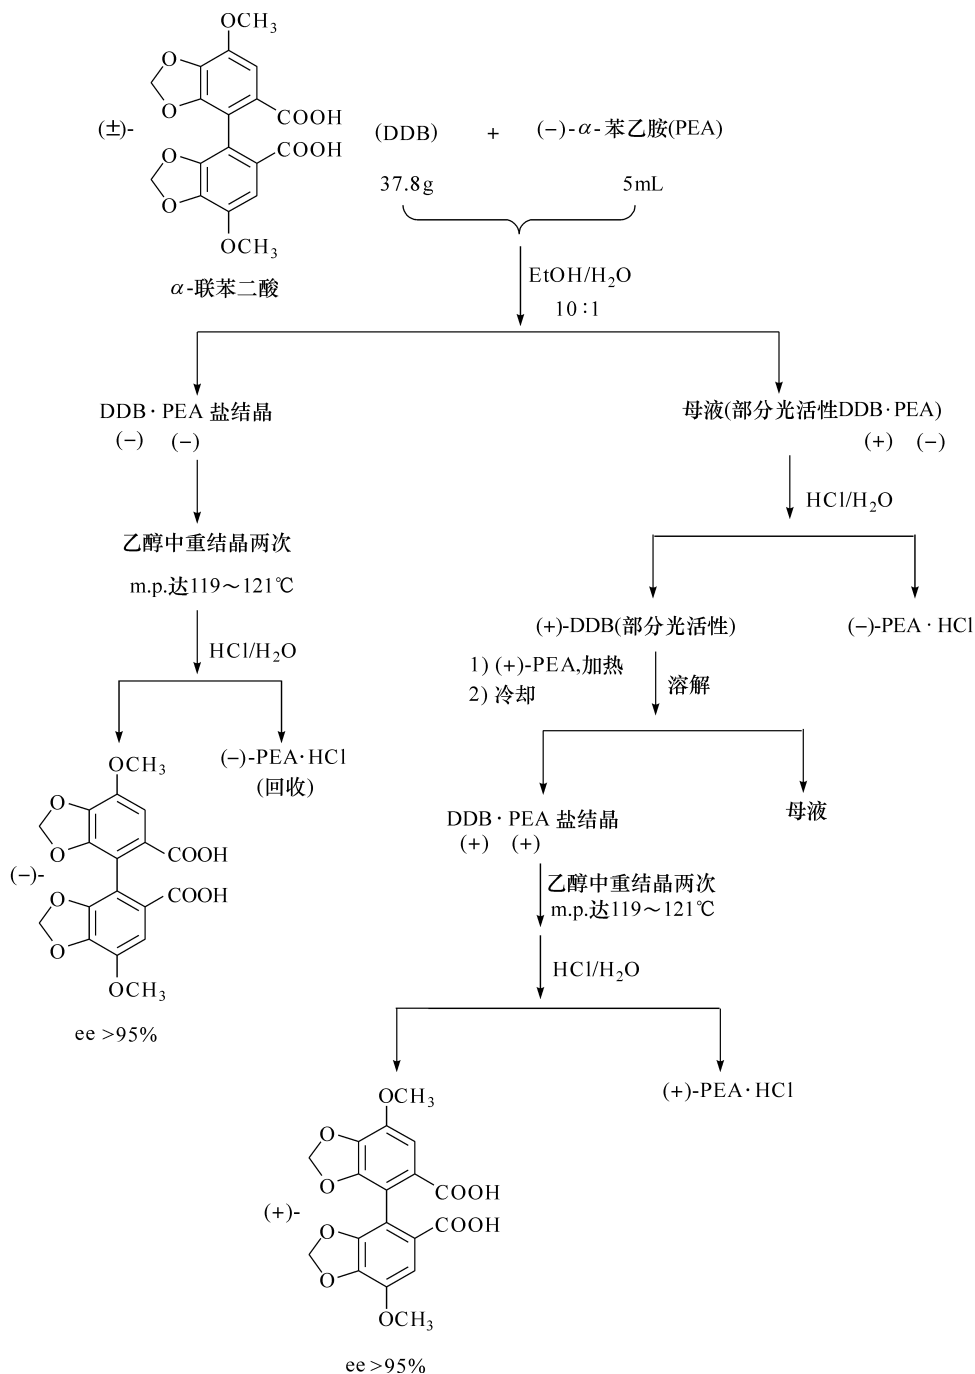 OCH3
O
O
COOH
(±)-
(DDB) + (−)-α-苯乙胺(PEA)
COOH
O
O
37.8g 5mL
OCH3
α-联苯二酸
EtOH/H2O
10∶1
DDB·PEA 盐结晶
(−) (−)
母液(部分光活性DDB·PEA)
(+) (−)
HCl/H2O
乙醇中重结晶两次
m.p.达119～121℃
HCl/H2O
(+)-DDB(部分光活性)
(−)-PEA·HCl
1) (+)-PEA,加热
2) 冷却
溶解
(−)-PEA·HCl
(回收)
OCH3
O
O
COOH
(−)-
COOH
O
O
OCH3
ee >95%
DDB·PEA 盐结晶
(+) (+)
母液
乙醇中重结晶两次
m.p.达119～121℃
HCl/H2O
(+)-PEA·HCl
OCH3
O
O
COOH
(+)-
COOH
O
O
OCH3
ee >95%